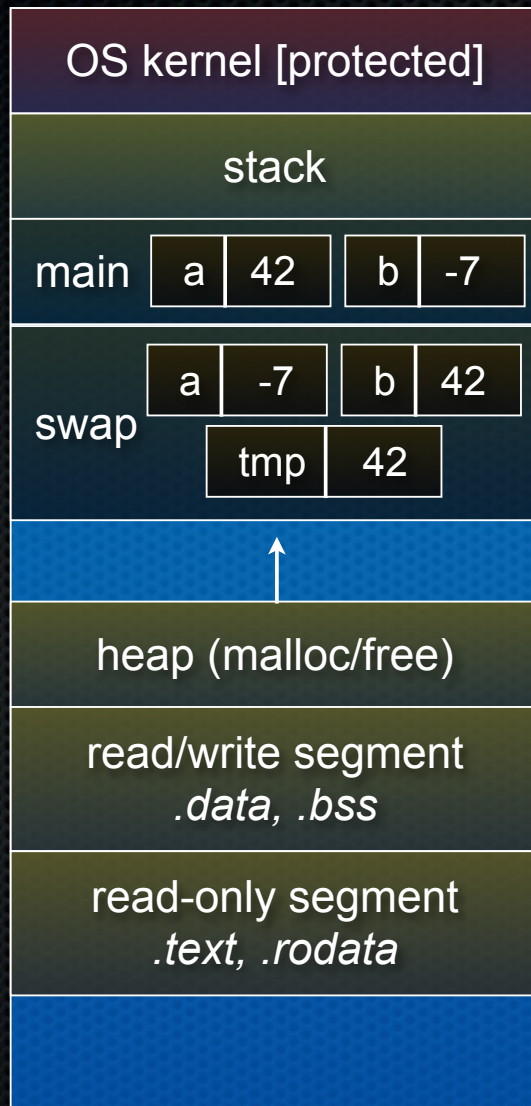 OS kernel [protected]
stack
main a 42 b -7
swap
a -7 b 42
tmp 42
heap (malloc/free)
read/write segment
.data, .bss
read-only segment
.text, .rodata